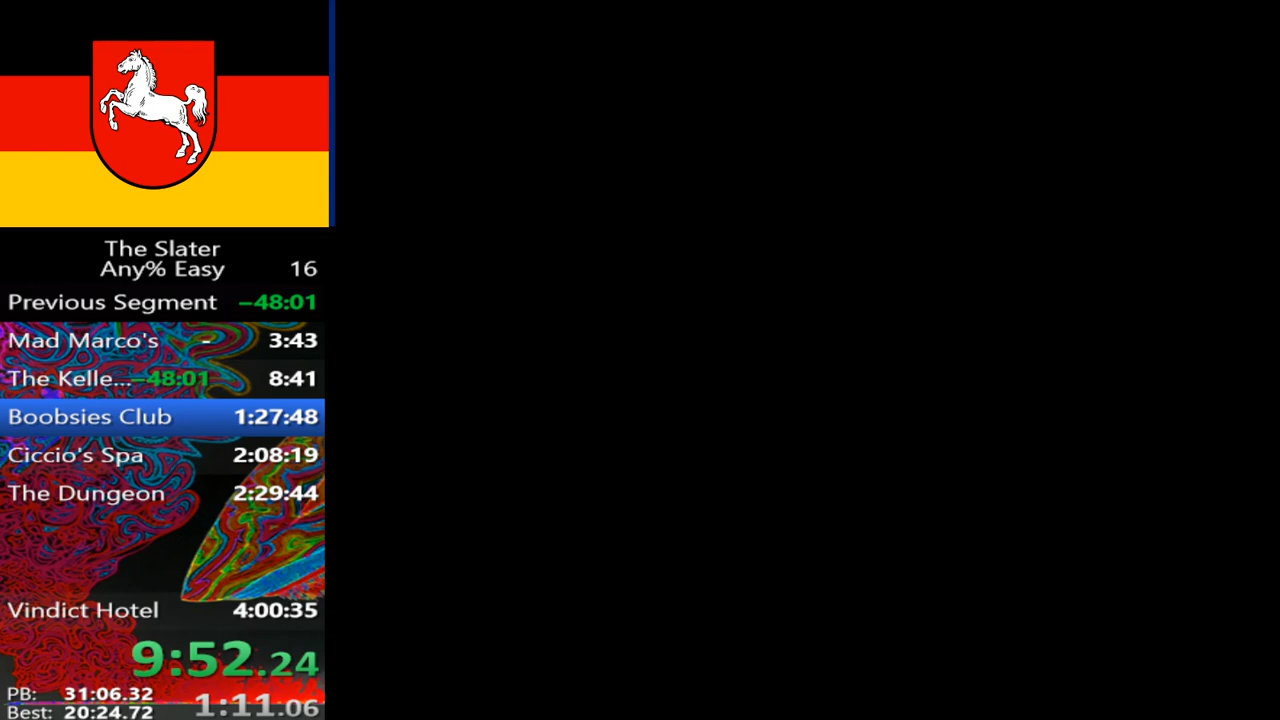 The Slater
Any% Easy 16
Previous Segment −48:01
Mad Marco's - 3:43
The Kelle... −48:01 8:41
Boobsies Club 1:27:48
Ciccio's Spa 2:08:19
The Dungeon 2:29:44
Vindict Hotel 4:00:35
9:52.24
PB: 31:06.32
Best: 20:24.72 1:11.06